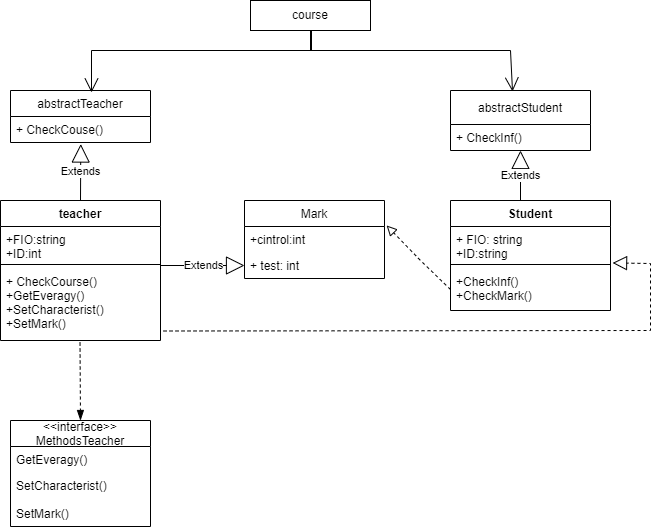 course
abstractTeacher
+ CheckCouse()
abstractStudent
+ CheckInf()
Extends
Extends
teacher
+FIO:string
+ID:int
+ CheckCourse()
+GetEveragy()
+SetCharacterist()
+SetMark()
Extends
Mark
+cintrol:int
+ test: int
Student
+ FIO: string
+ID:string
+CheckInf()
+CheckMark()
<<interface>>
MethodsTeacher
GetEveragy()
SetCharacterist()
SetMark()